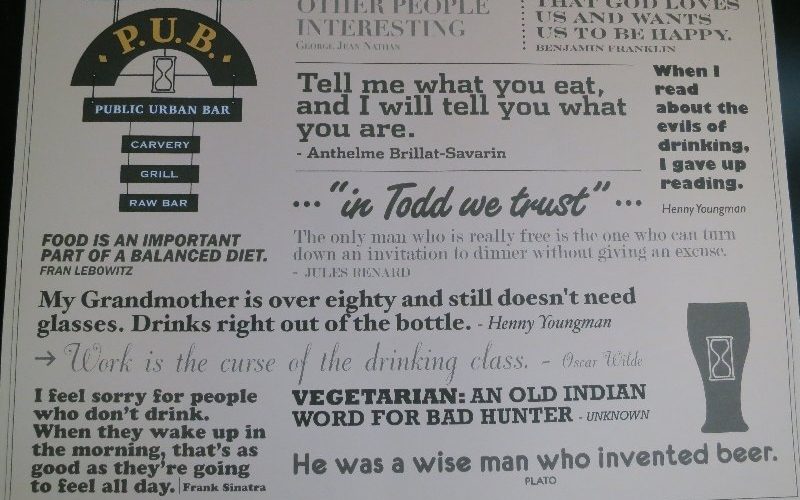 P.U.B.
PUBLIC URBAN BAR
CARVERY
GRILL
RAW BAR
OTHER PEOPLE
INTERESTING
GEORGE JEAN NATHAN
THAT GOD LOVES
US AND WANTS
US TO BE HAPPY.
BENJAMIN FRANKLIN
Tell me what you eat,
and I will tell you what
you are.
- Anthelme Brillat-Savarin
When I
read
about the
evils of
drinking,
I gave up
reading.
Henny Youngman
... "in Todd we trust" ...
FOOD IS AN IMPORTANT
PART OF A BALANCED DIET.
FRAN LEBOWITZ
The only man who is really free is the one who can turn
down an invitation to dinner without giving an excuse.
- JULES RENARD
My Grandmother is over eighty and still doesn't need
glasses. Drinks right out of the bottle. - Henny Youngman
→ Work is the curse of the drinking class. - Oscar Wilde
I feel sorry for people
who don't drink.
When they wake up in
the morning, that's as
good as they're going
to feel all day. | Frank Sinatra
VEGETARIAN: AN OLD INDIAN
WORD FOR BAD HUNTER - UNKNOWN
He was a wise man who invented beer.
PLATO